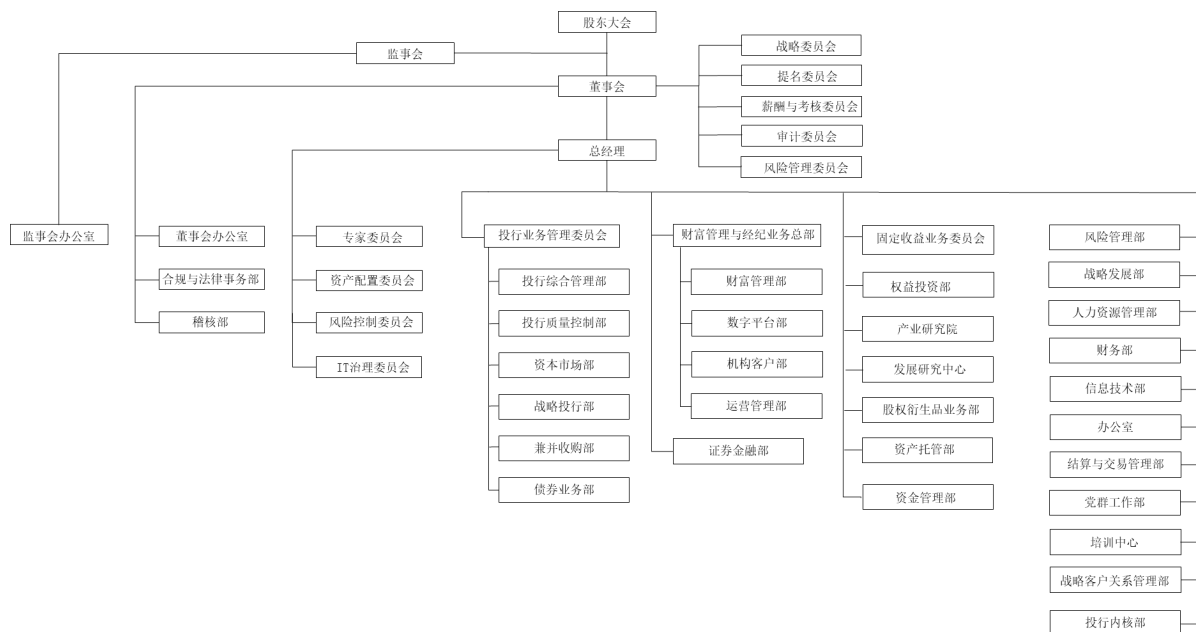 股东大会
监事会
董事会
战略委员会
提名委员会
薪酬与考核委员会
审计委员会
风险管理委员会
总经理
监事会办公室
董事会办公室
合规与法律事务部
稽核部
专家委员会
资产配置委员会
风险控制委员会
IT治理委员会
投行业务管理委员会
投行综合管理部
投行质量控制部
资本市场部
战略投行部
兼并收购部
债券业务部
财富管理与经纪业务总部
财富管理部
数字平台部
机构客户部
运营管理部
证券金融部
固定收益业务委员会
权益投资部
产业研究院
发展研究中心
股权衍生品业务部
资产托管部
资金管理部
风险管理部
战略发展部
人力资源管理部
财务部
信息技术部
办公室
结算与交易管理部
党群工作部
培训中心
战略客户关系管理部
投行内核部